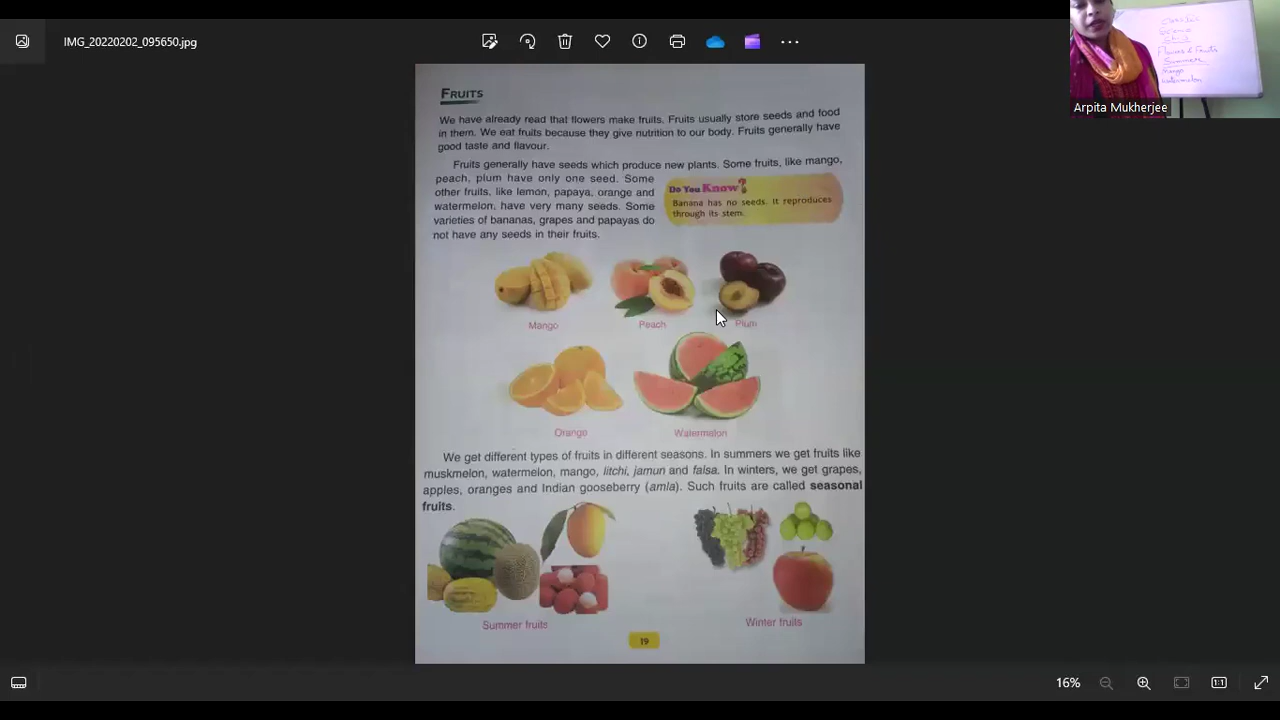 IMG_20220202_095650.jpg
Arpita Mukherjee
Flowers & Fruits
Summer
Mango
Watermelon
FRUITS
We have already read that flowers make fruits. Fruits usually store seeds and food
in them. We eat fruits because they give nutrition to our body. Fruits generally have
good taste and flavour.
Fruits generally have seeds which produce new plants. Some fruits, like mango,
peach, plum have only one seed. Some
other fruits, like lemon, papaya, orange and
watermelon, have very many seeds. Some
varieties of bananas, grapes and papayas do
not have any seeds in their fruits.
Do You Know?
Banana has no seeds. It reproduces
through its stem.
Mango
Peach
Plum
Orange
Watermelon
We get different types of fruits in different seasons. In summers we get fruits like
muskmelon, watermelon, mango, litchi, jamun and falsa. In winters, we get grapes,
apples, oranges and Indian gooseberry (amla). Such fruits are called seasonal
fruits.
Summer fruits
Winter fruits
19
16%
1:1